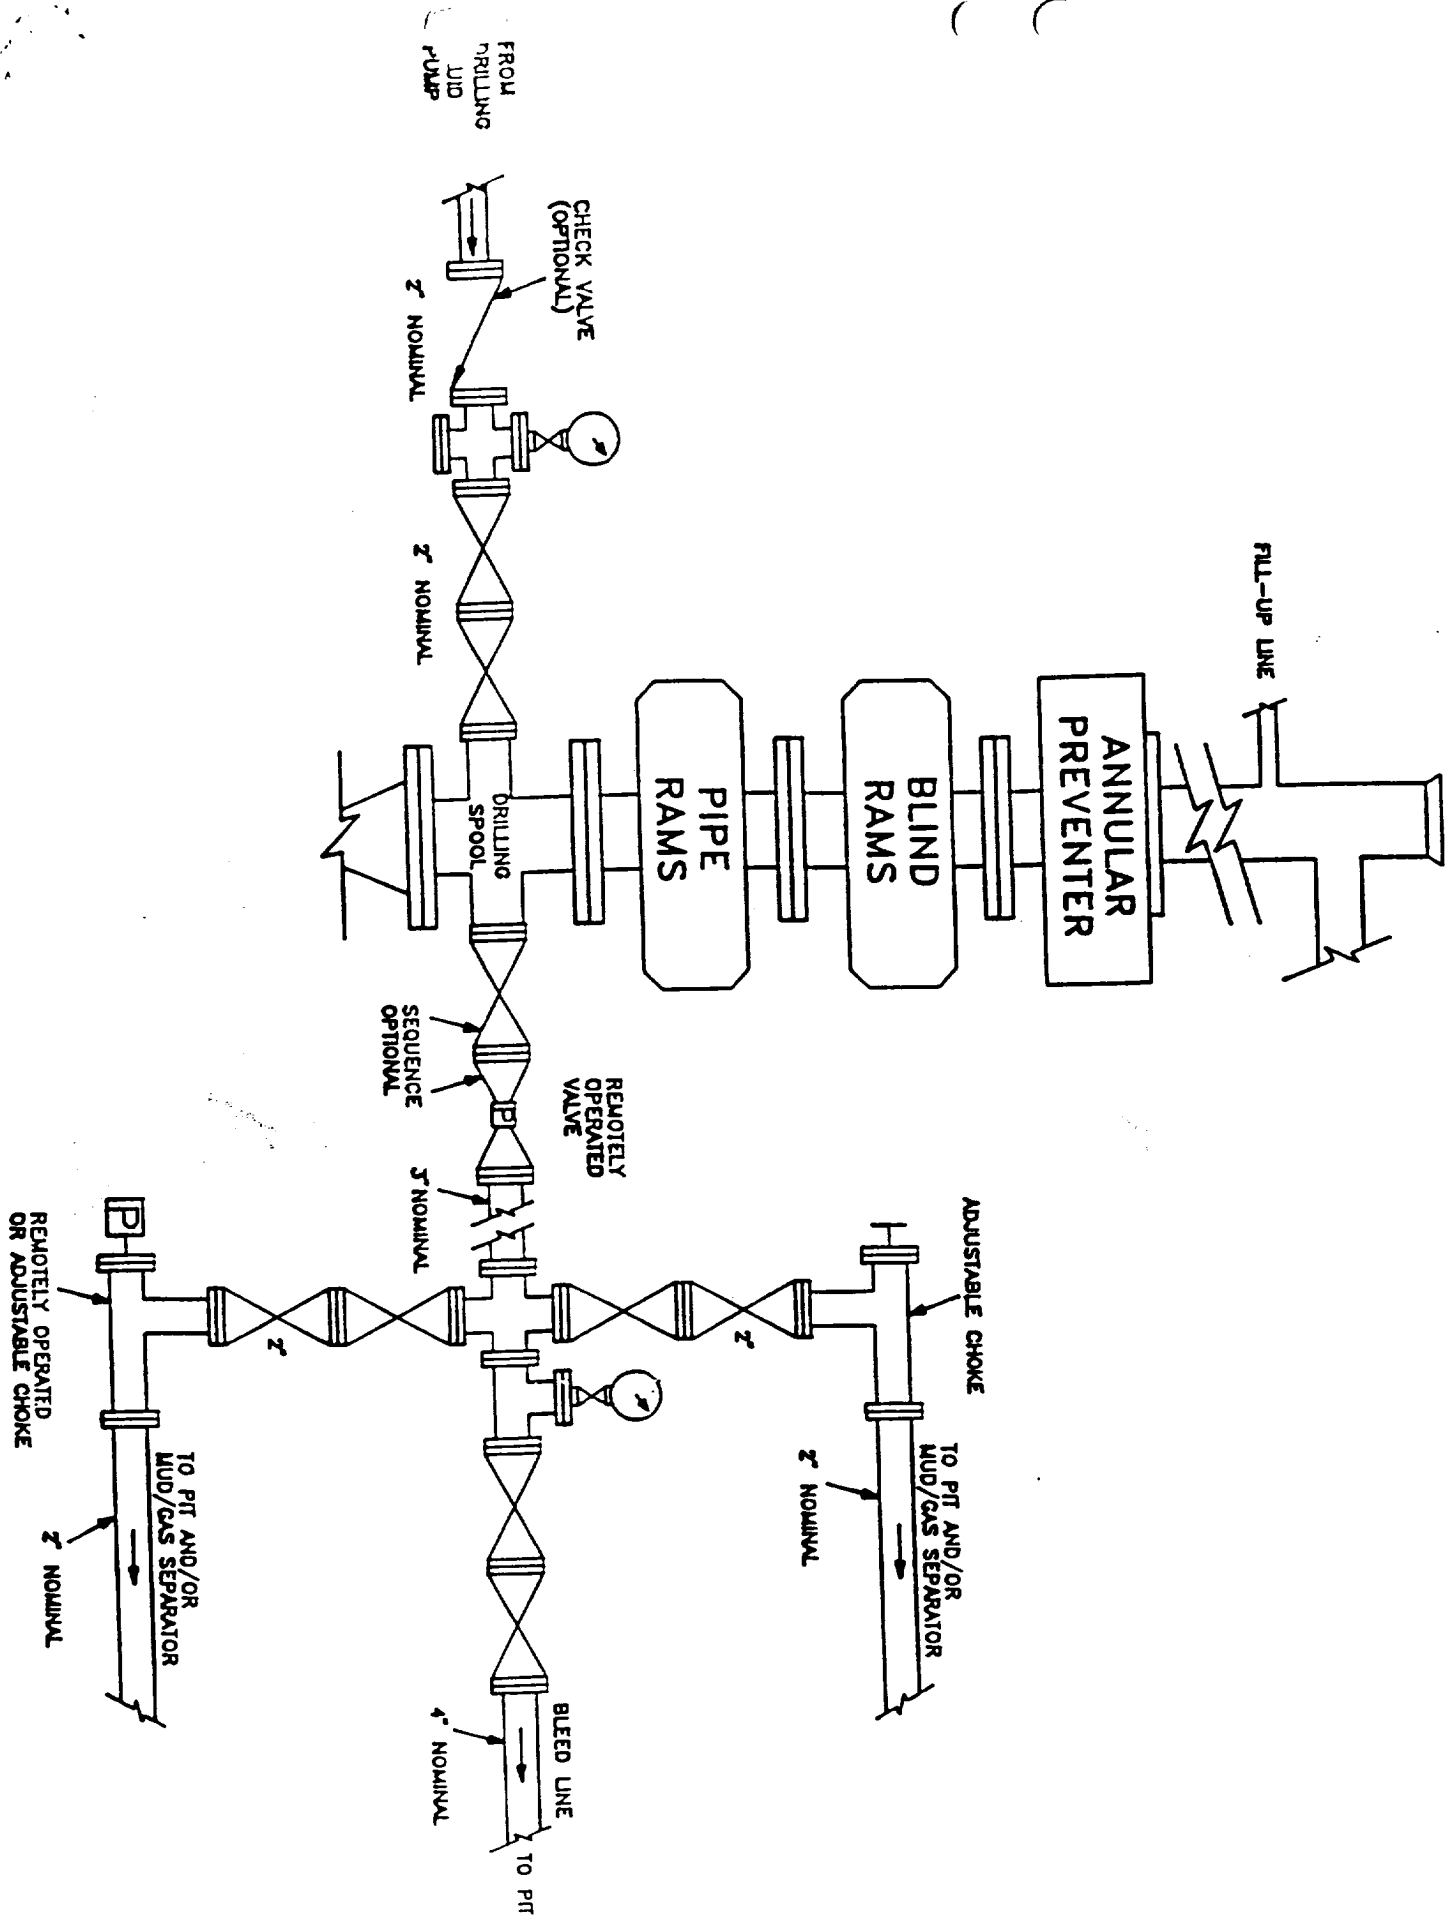 FILL-UP LINE
ANNULAR
PREVENTER
BLIND
RAMS
PIPE
RAMS
DRILLING
SPOOL
FROM
DRILLING
PUMP
CHECK VALVE
(OPTIONAL)
2" NOMINAL
2" NOMINAL
SEQUENCE
OPTIONAL
REMOTELY
OPERATED
VALVE
P
3" NOMINAL
ADJUSTABLE CHOKE
2"
TO PIT AND/OR
MUD/GAS SEPARATOR
2" NOMINAL
BLEED LINE
TO PIT
4" NOMINAL
P
2"
REMOTELY OPERATED
OR ADJUSTABLE CHOKE
TO PIT AND/OR
MUD/GAS SEPARATOR
2" NOMINAL